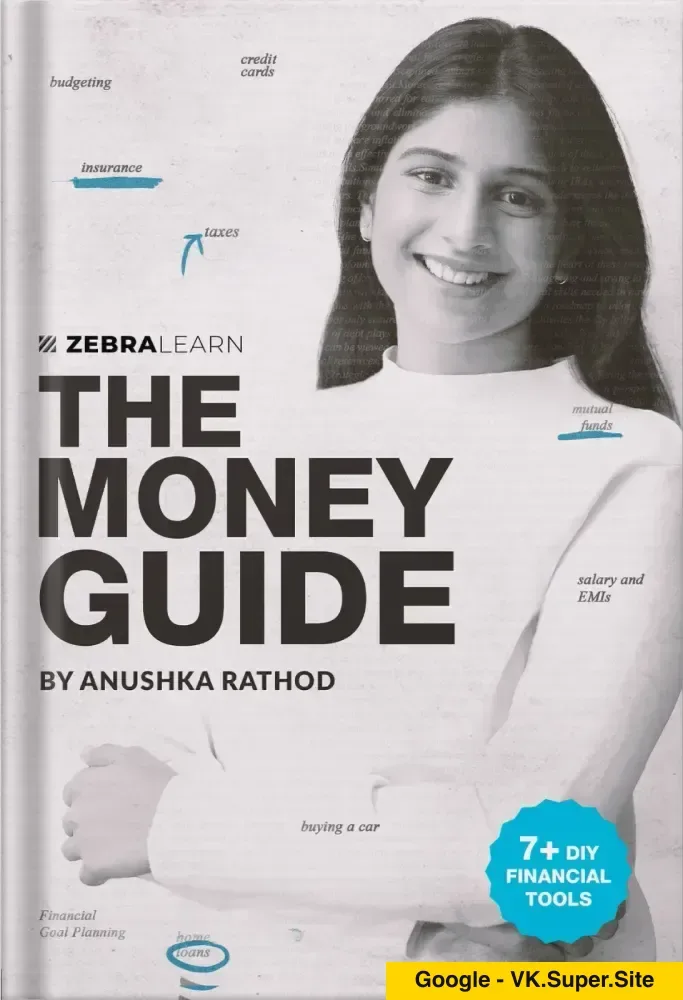 credit
cards
budgeting
insurance
taxes
ZEBRALEARN
THE
MONEY
GUIDE
BY ANUSHKA RATHOD
mutual
funds
salary and
EMIs
buying a car
7+ DIY
FINANCIAL
TOOLS
Financial
Goal Planning
home
loans
Google - VK.Super.Site